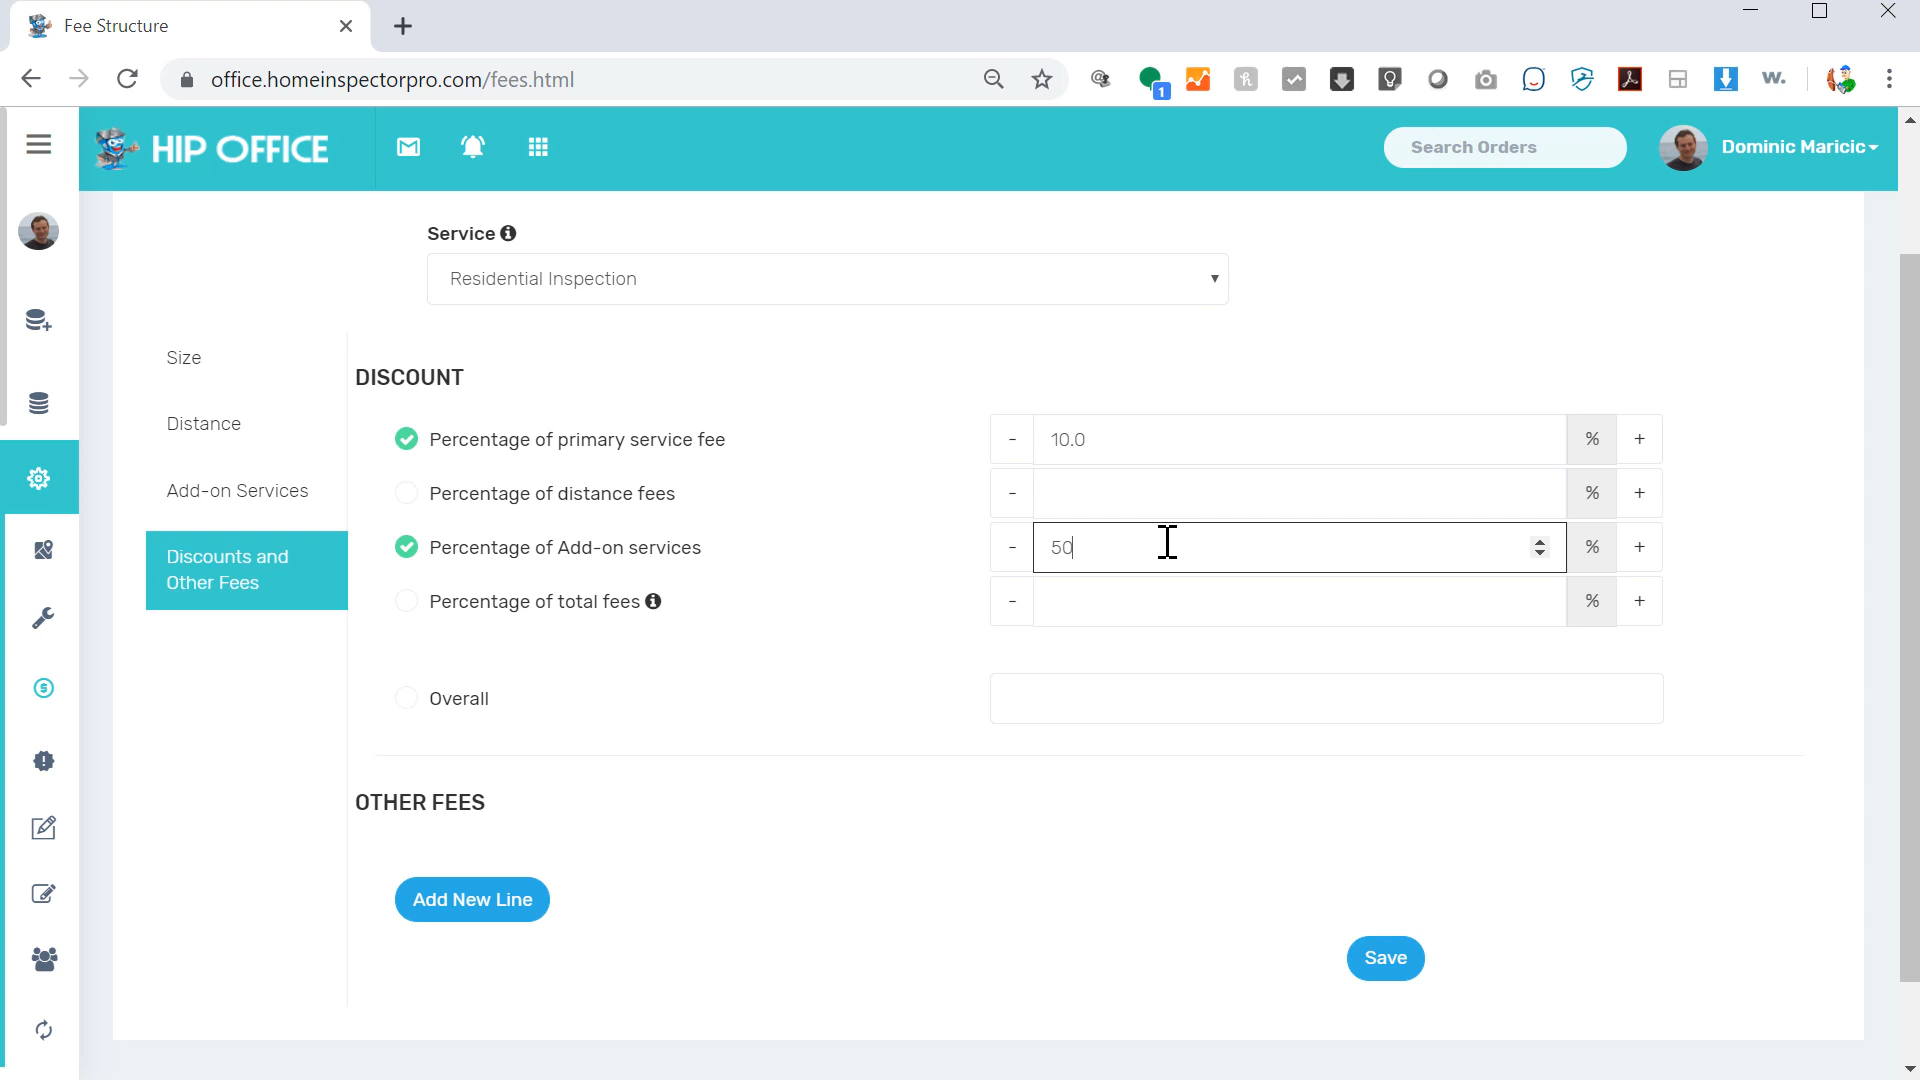 Fee Structure
office.homeinspectorpro.com/fees.html
1
W.
HIP OFFICE
Search Orders
Dominic Maricic
Service
Residential Inspection
Size
Distance
Add-on Services
Discounts and
Other Fees
DISCOUNT
Percentage of primary service fee
- 10.0 % +
Percentage of distance fees
- % +
Percentage of Add-on services
- 50 % +
Percentage of total fees
- % +
Overall
OTHER FEES
Add New Line
Save